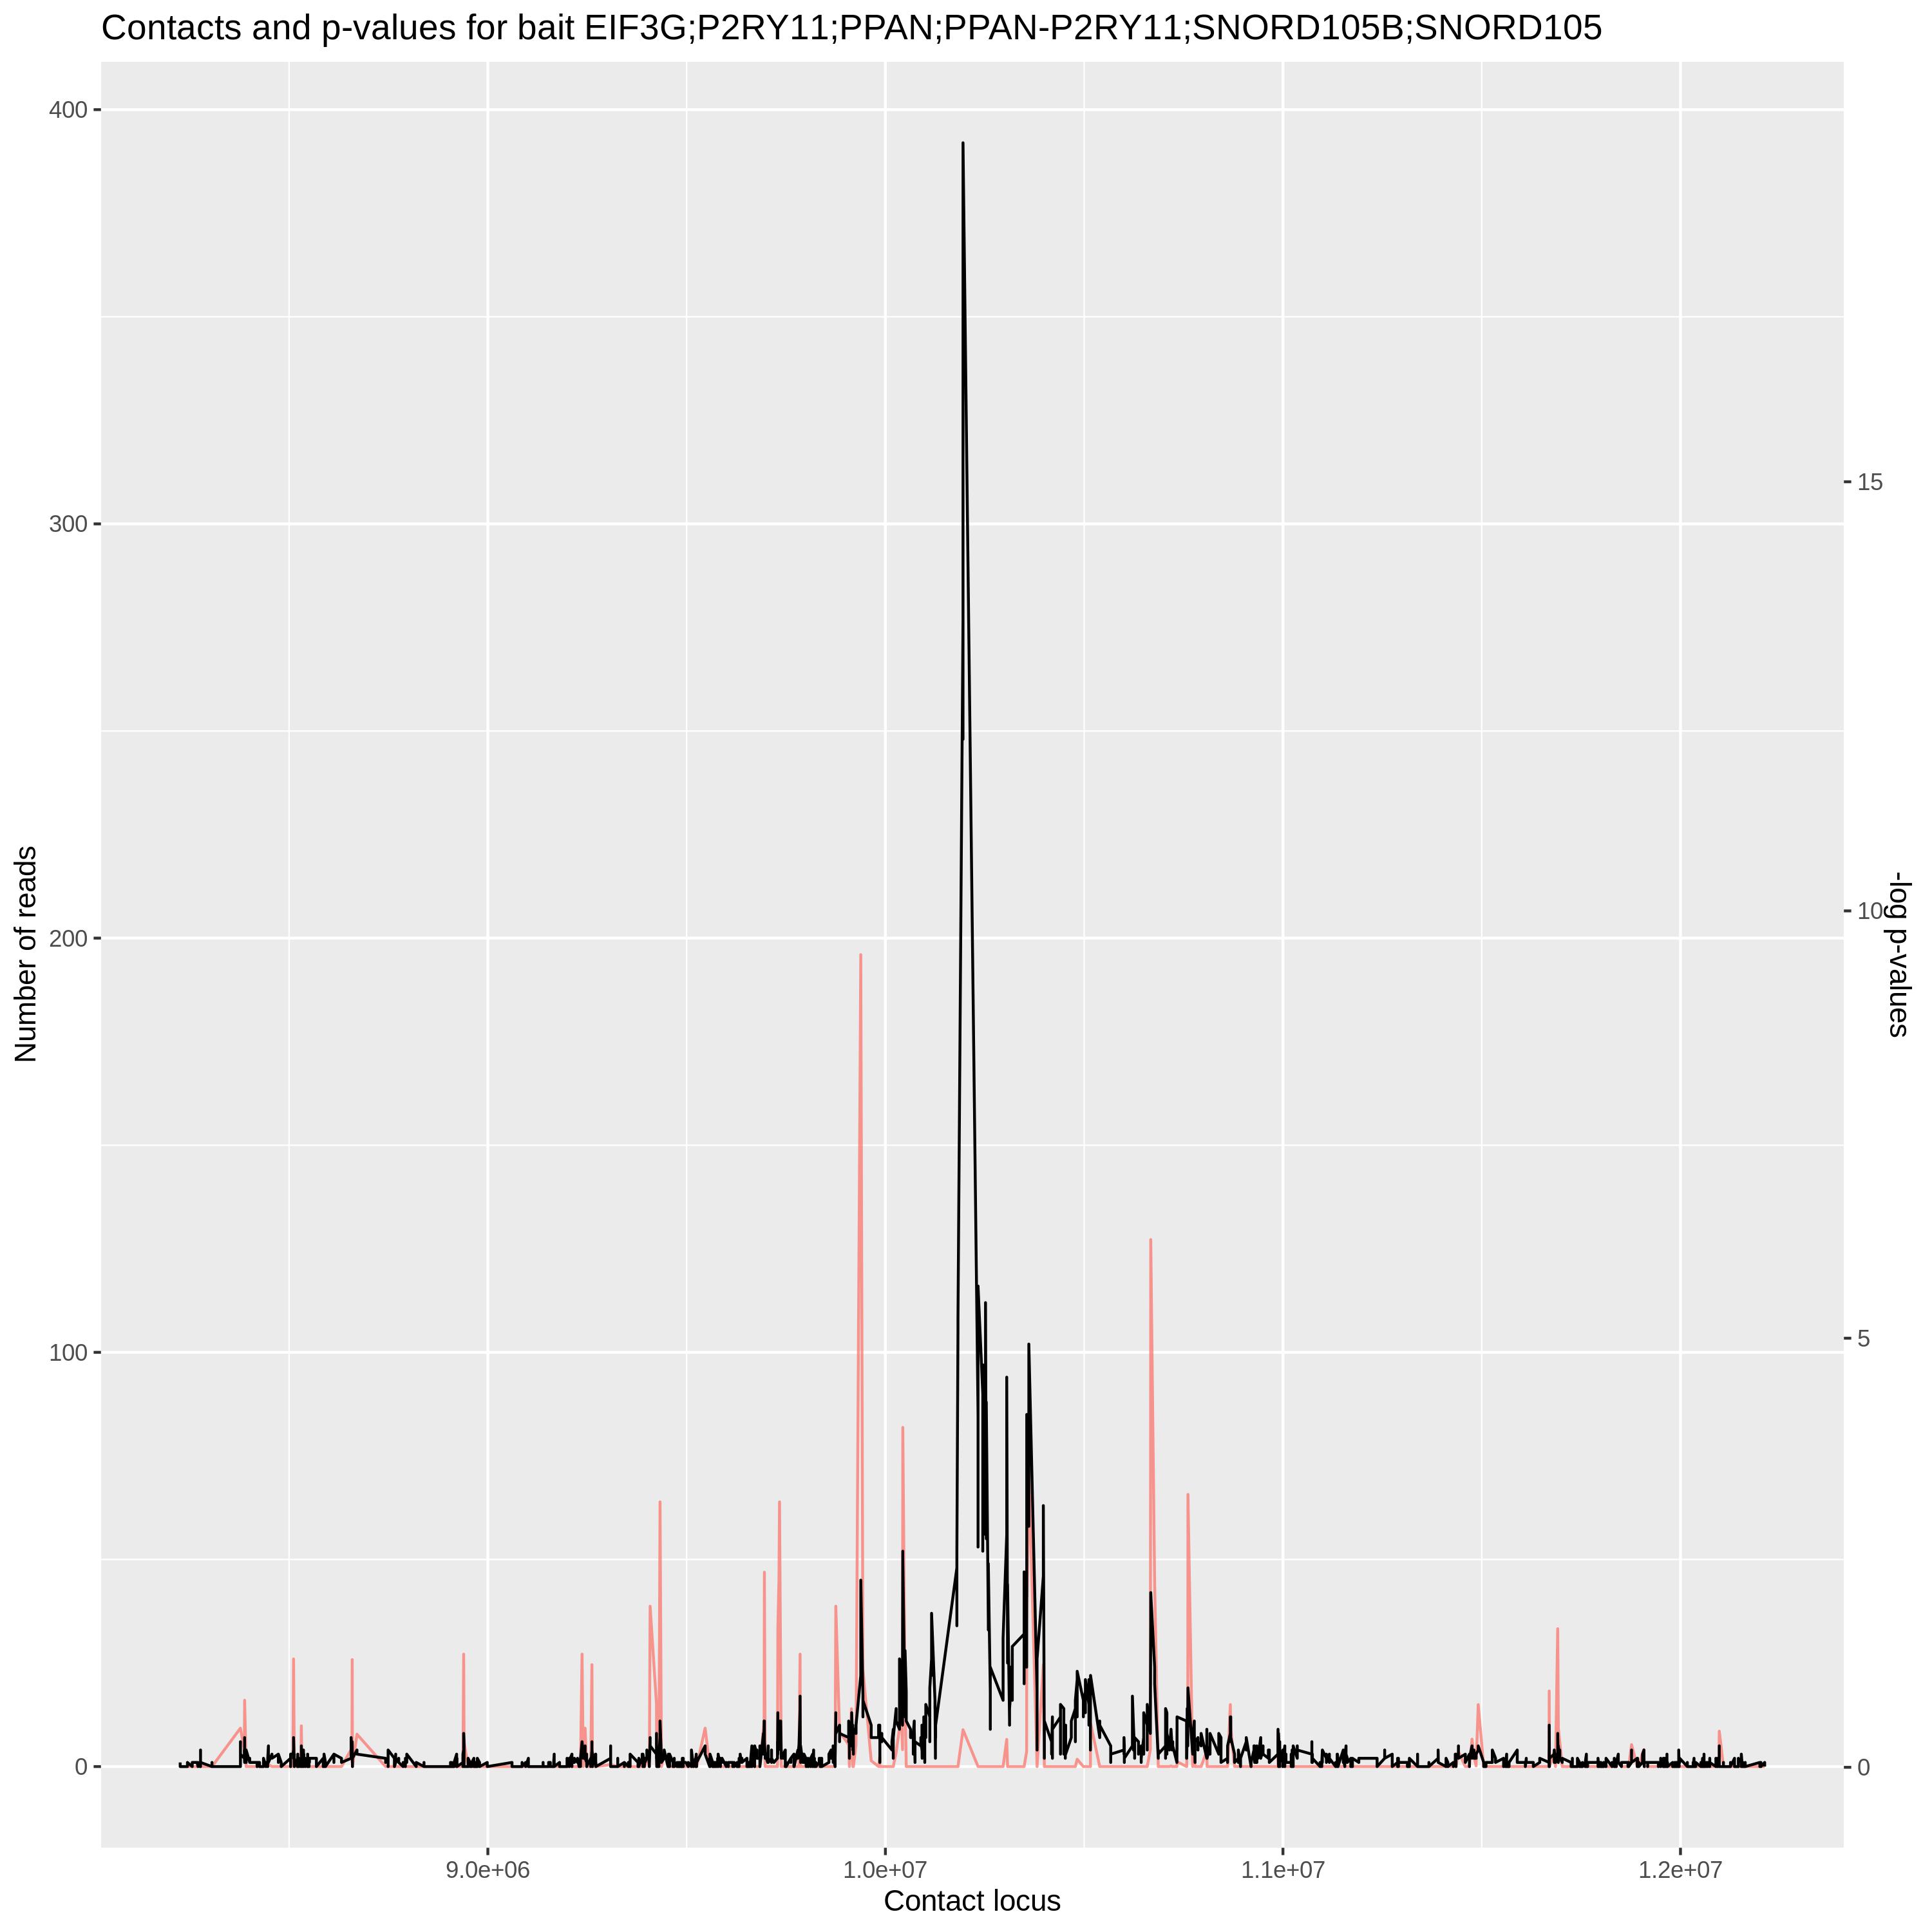 Contacts and p-values for bait EIF3G;P2RY11;PPAN;PPAN-P2RY11;SNORD105B;SNORD105
400
300
200
100
0
Number of reads
15
10
5
0
-log p-values
9.0e+06
1.0e+07
1.1e+07
1.2e+07
Contact locus